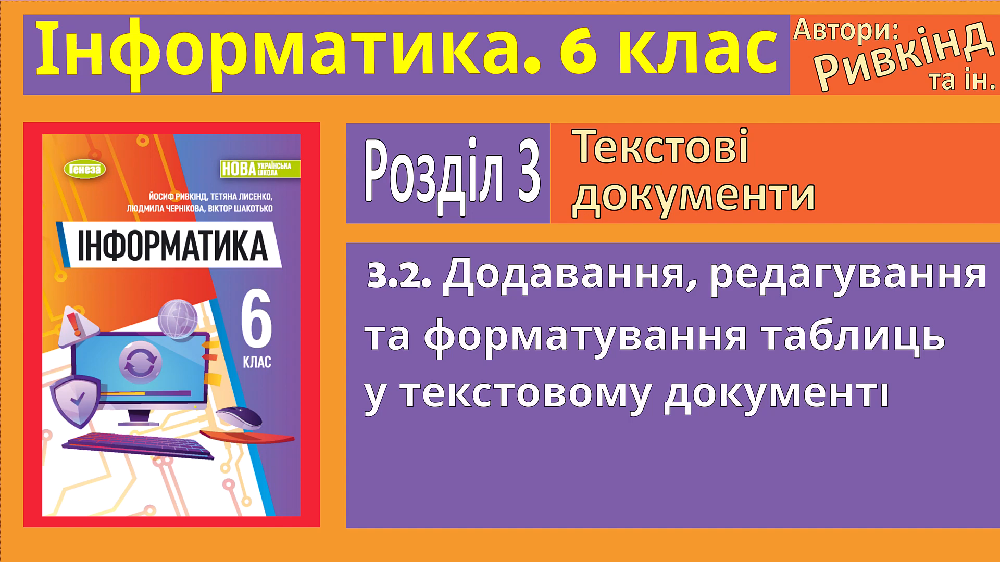 Інформатика. 6 клас
Автори:
Ривкінд
та ін.
Генеза
НОВА УКРАЇНСЬКА ШКОЛА
ЙОСИФ РИВКІНД, ТЕТЯНА ЛИСЕНКО,
ЛЮДМИЛА ЧЕРНІКОВА, ВІКТОР ШАКОТЬКО
ІНФОРМАТИКА
6
КЛАС
Розділ 3
Текстові
документи
3.2. Додавання, редагування
та форматування таблиць
у текстовому документі